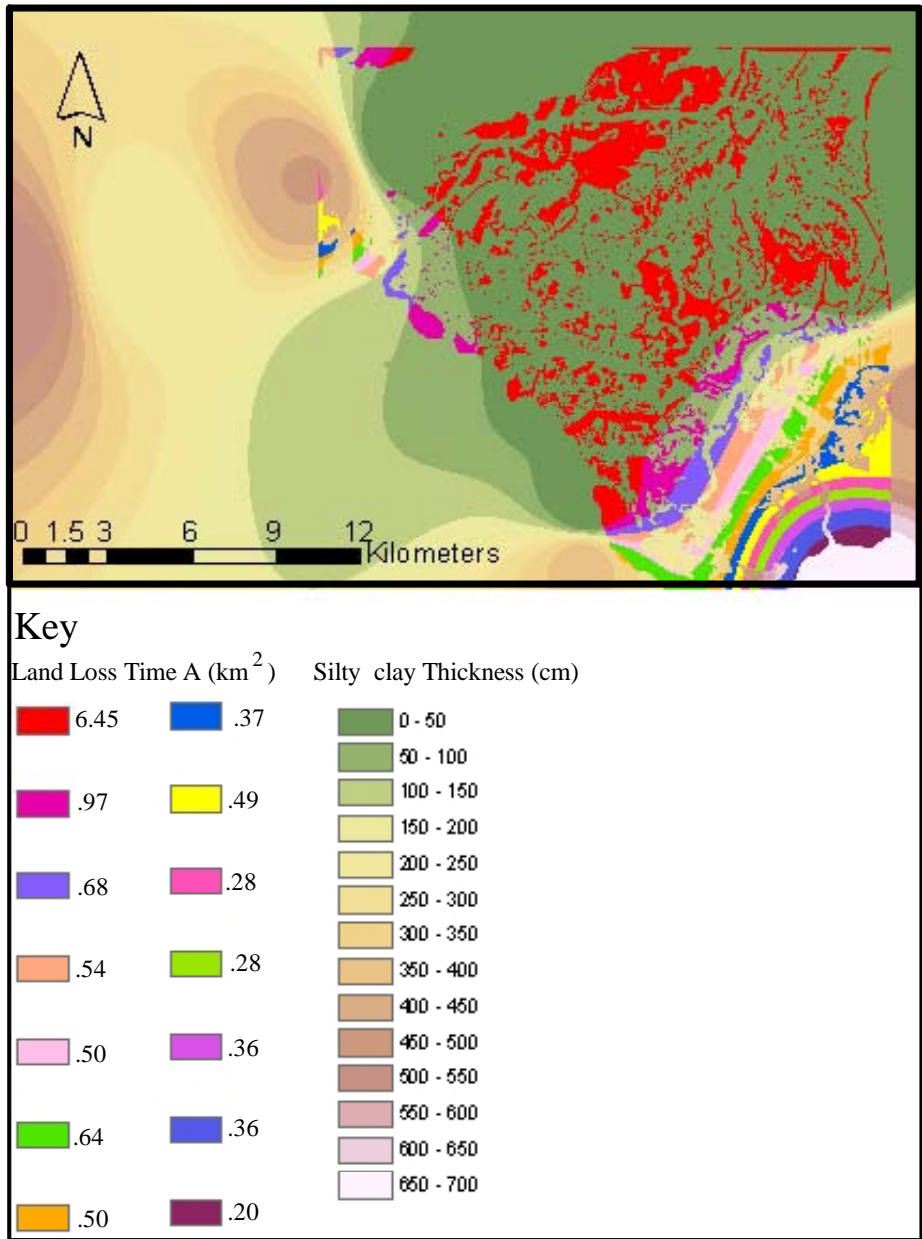 N
0 1.5 3 6 9 12
Kilometers
Key
Land Loss Time A (km²) Silty clay Thickness (cm)
6.45 .37
.97 .49
.68 .28
.54 .28
.50 .36
.64 .36
.50 .20
0 - 50
50 - 100
100 - 150
150 - 200
200 - 250
250 - 300
300 - 350
350 - 400
400 - 450
450 - 500
500 - 550
550 - 600
600 - 650
650 - 700